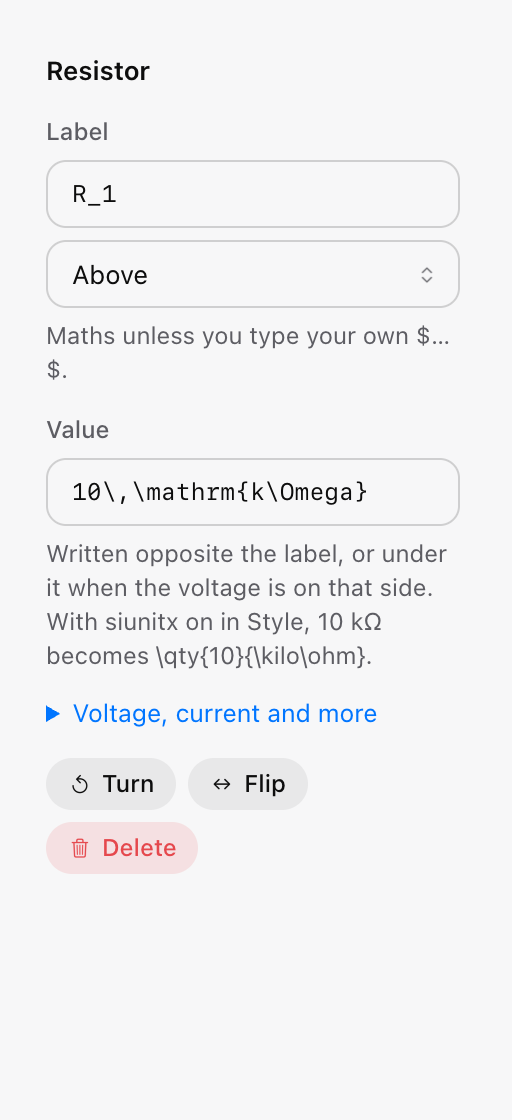 Resistor
Label
R_1
Above
Maths unless you type your own $…
$.
Value
10\,\mathrm{k\Omega}
Written opposite the label, or under
it when the voltage is on that side.
With siunitx on in Style, 10 kΩ
becomes \qty{10}{\kilo\ohm}.
Voltage, current and more
Turn
Flip
Delete